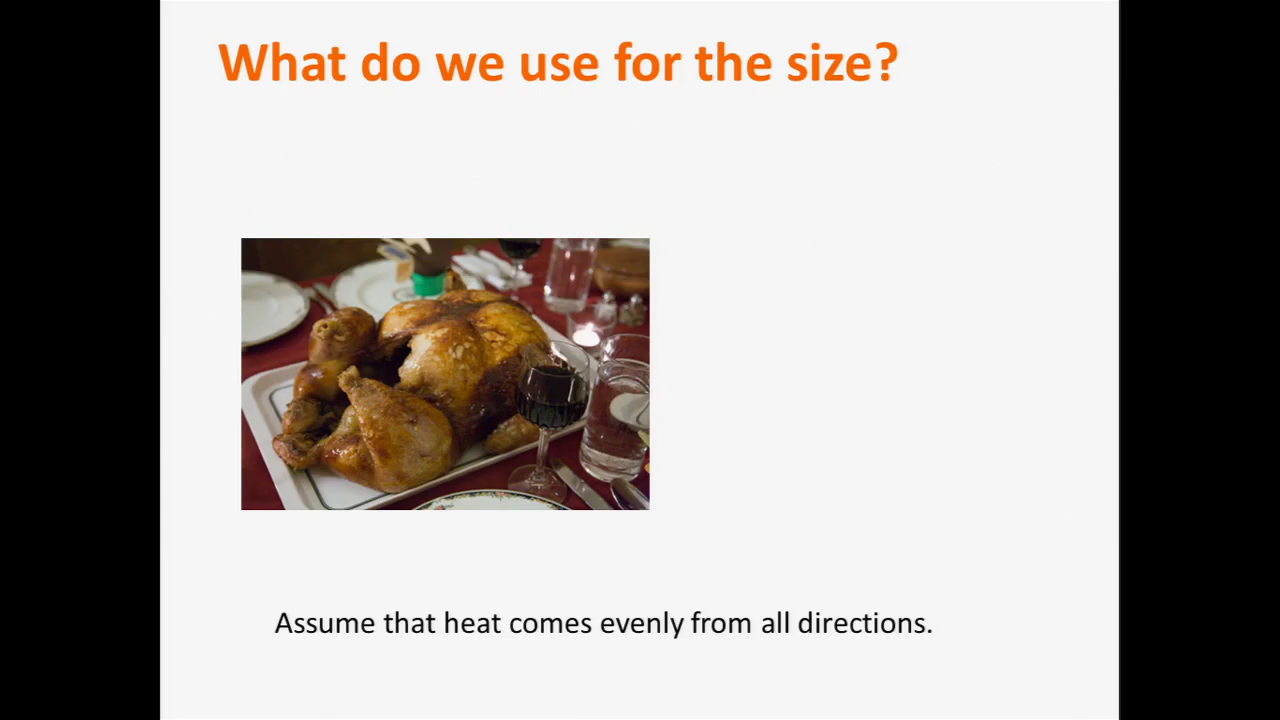 What do we use for the size?
Assume that heat comes evenly from all directions.